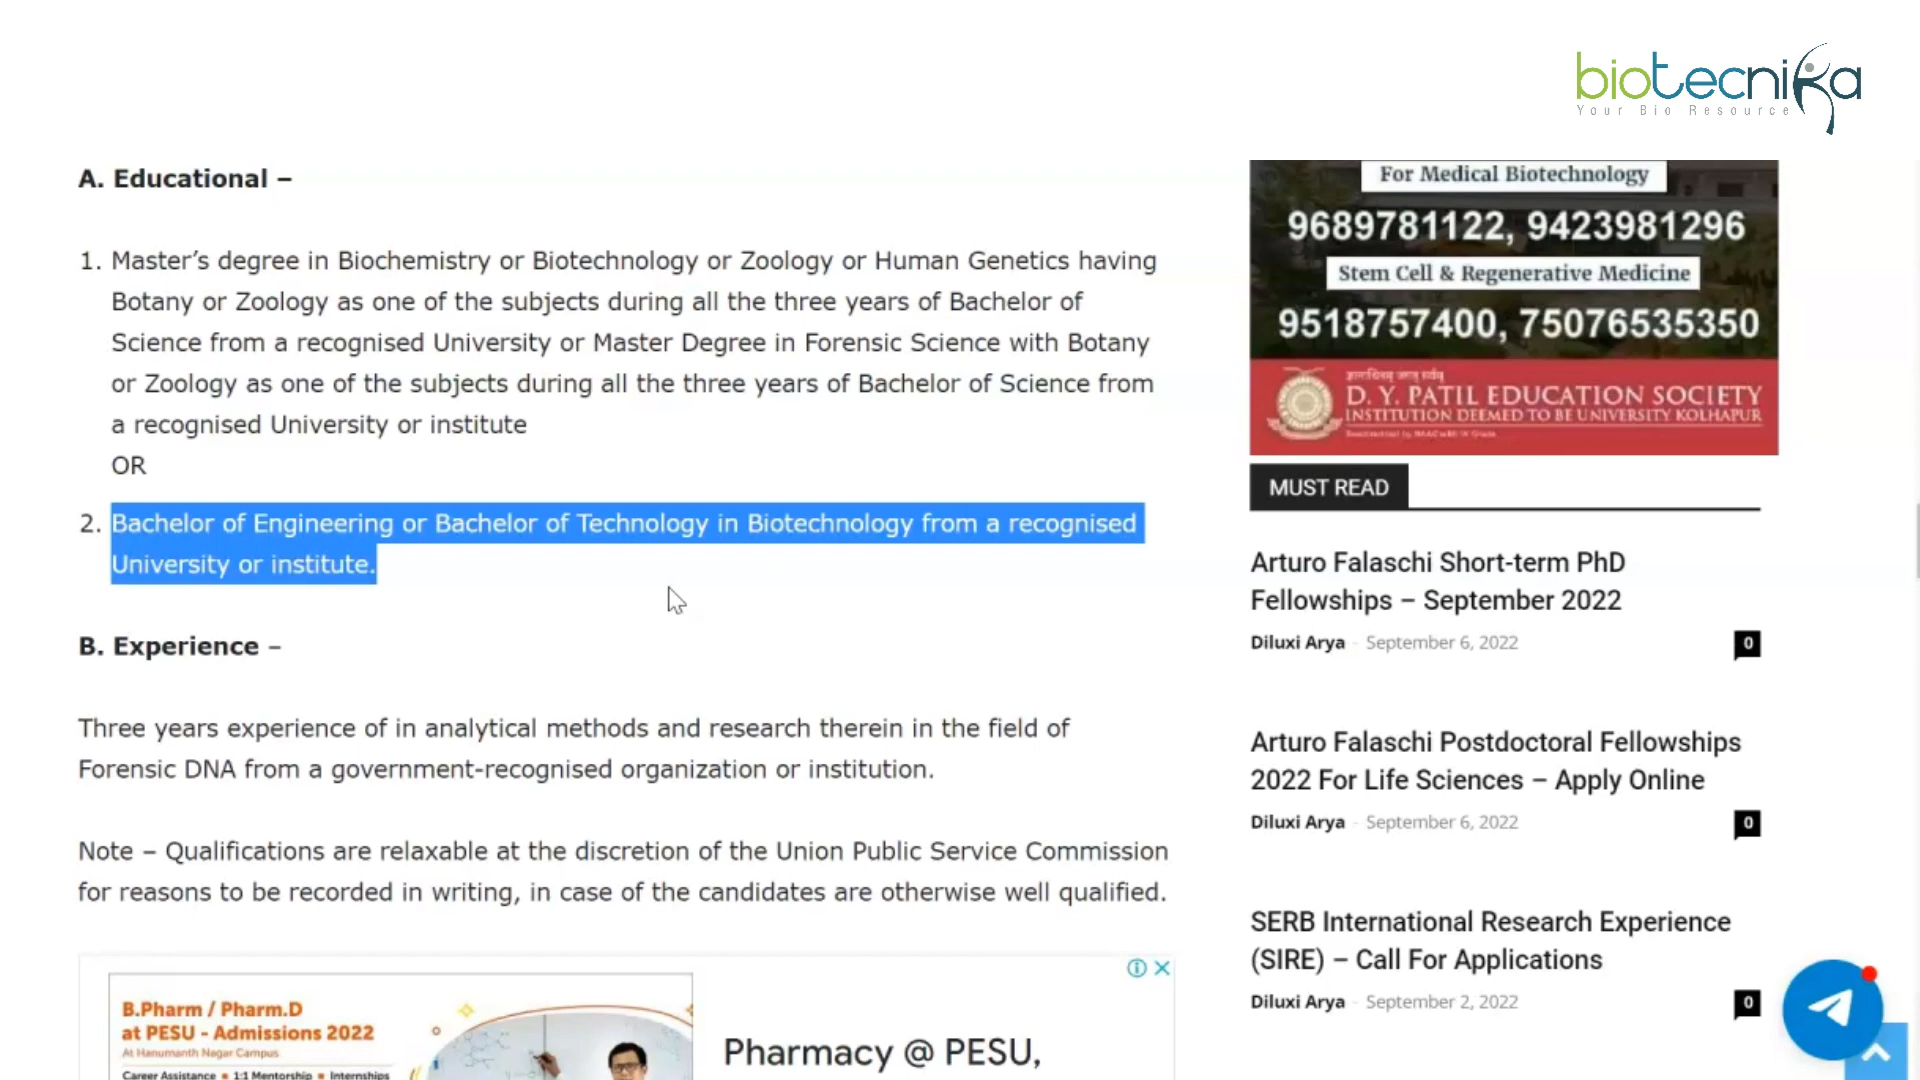 biotecnika
Your Bio Resource
A. Educational –
1. Master’s degree in Biochemistry or Biotechnology or Zoology or Human Genetics having
Botany or Zoology as one of the subjects during all the three years of Bachelor of
Science from a recognised University or Master Degree in Forensic Science with Botany
or Zoology as one of the subjects during all the three years of Bachelor of Science from
a recognised University or institute
OR
2. Bachelor of Engineering or Bachelor of Technology in Biotechnology from a recognised
University or institute.
B. Experience –
Three years experience of in analytical methods and research therein in the field of
Forensic DNA from a government-recognised organization or institution.
Note – Qualifications are relaxable at the discretion of the Union Public Service Commission
for reasons to be recorded in writing, in case of the candidates are otherwise well qualified.
B.Pharm / Pharm.D
at PESU - Admissions 2022
At Hanumanth Nagar Campus
Career Assistance • 1:1 Mentorship • Internships
Pharmacy @ PESU,
For Medical Biotechnology
9689781122, 9423981296
Stem Cell & Regenerative Medicine
9518757400, 75076535350
D. Y. PATIL EDUCATION SOCIETY
INSTITUTION DEEMED TO BE UNIVERSITY KOLHAPUR
MUST READ
Arturo Falaschi Short-term PhD
Fellowships – September 2022
Diluxi Arya - September 6, 2022
0
Arturo Falaschi Postdoctoral Fellowships
2022 For Life Sciences – Apply Online
Diluxi Arya - September 6, 2022
0
SERB International Research Experience
(SIRE) – Call For Applications
Diluxi Arya - September 2, 2022
0